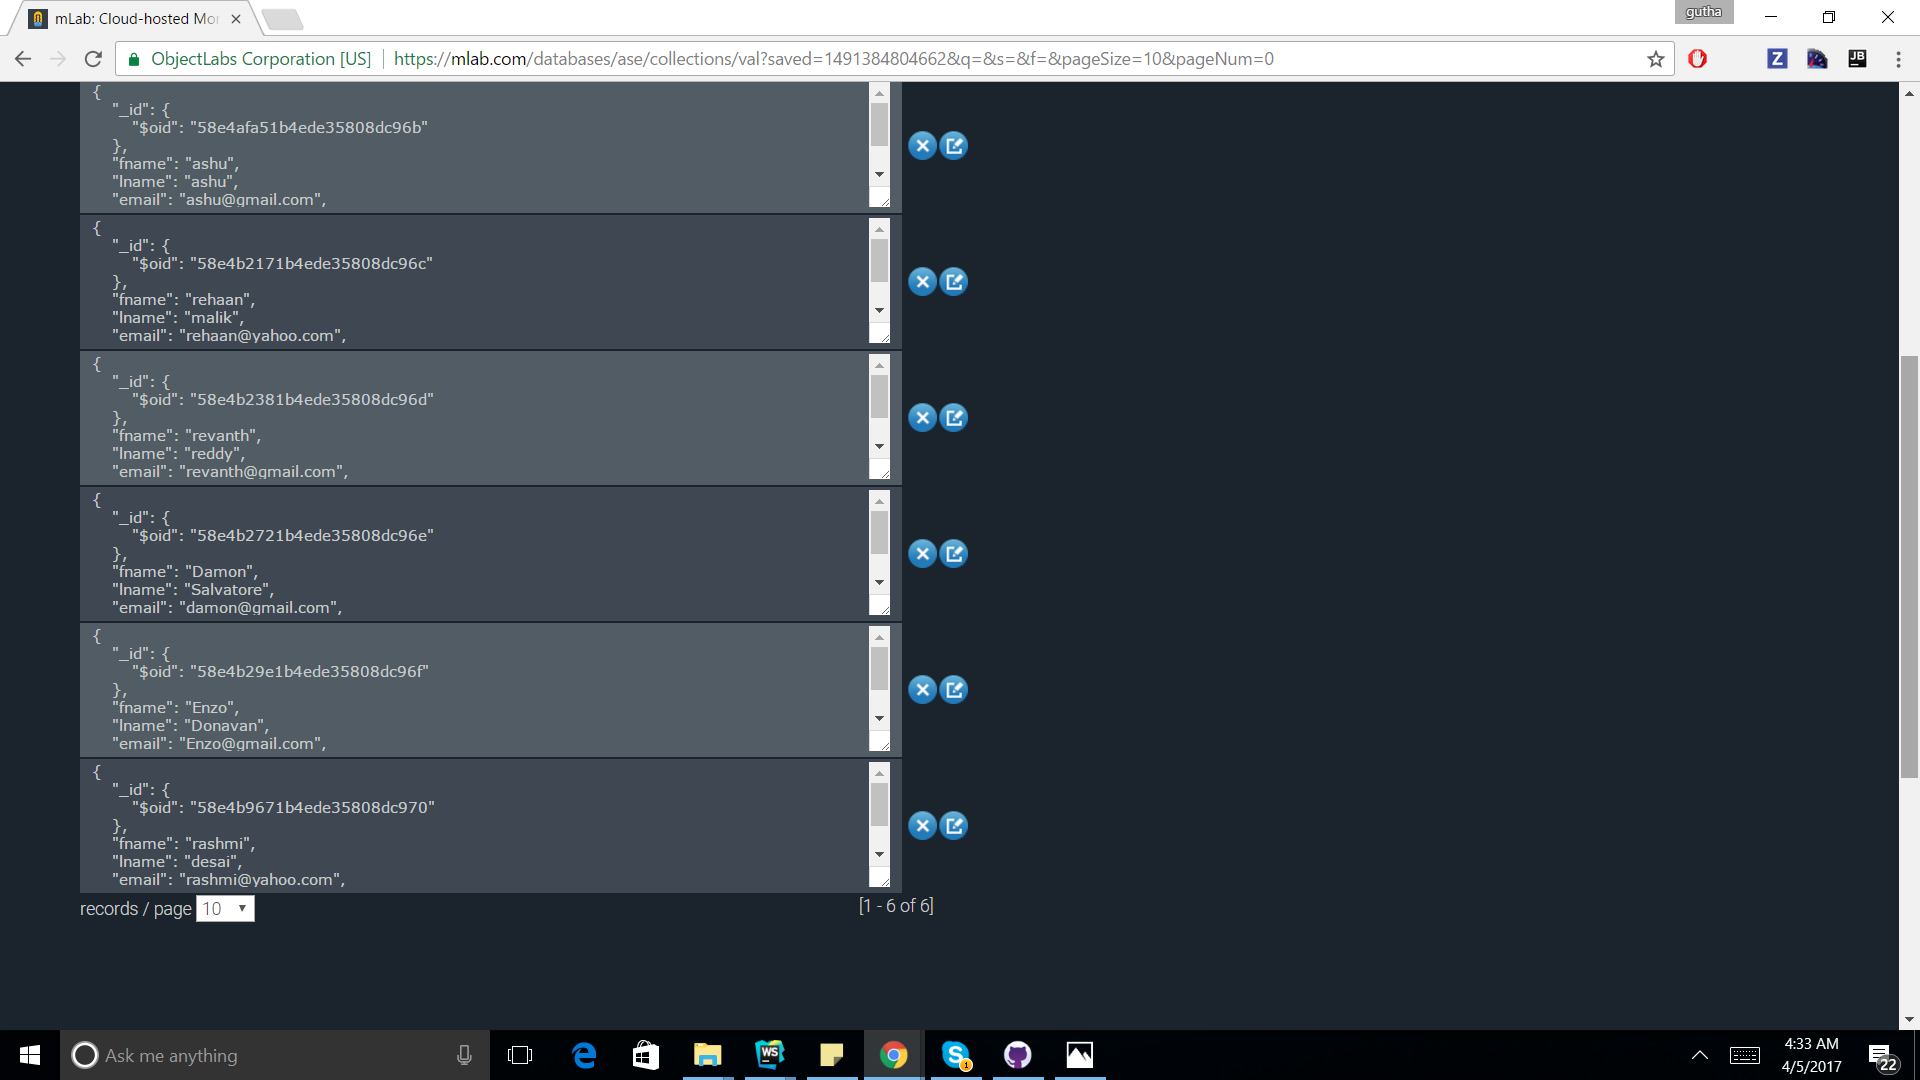 mLab: Cloud-hosted Mon
gutha
ObjectLabs Corporation [US]
https://mlab.com/databases/ase/collections/val?saved=1491384804662&q=&s=&f=&pageSize=10&pageNum=0
{
"_id": {
"$oid": "58e4afa51b4ede35808dc96b"
},
"fname": "ashu",
"lname": "ashu",
"email": "ashu@gmail.com",
{
"_id": {
"$oid": "58e4b2171b4ede35808dc96c"
},
"fname": "rehaan",
"lname": "malik",
"email": "rehaan@yahoo.com",
{
"_id": {
"$oid": "58e4b2381b4ede35808dc96d"
},
"fname": "revanth",
"lname": "reddy",
"email": "revanth@gmail.com",
{
"_id": {
"$oid": "58e4b2721b4ede35808dc96e"
},
"fname": "Damon",
"lname": "Salvatore",
"email": "damon@gmail.com",
{
"_id": {
"$oid": "58e4b29e1b4ede35808dc96f"
},
"fname": "Enzo",
"lname": "Donavan",
"email": "Enzo@gmail.com",
{
"_id": {
"$oid": "58e4b9671b4ede35808dc970"
},
"fname": "rashmi",
"lname": "desai",
"email": "rashmi@yahoo.com",
records / page 10
[1 - 6 of 6]
Ask me anything
4:33 AM
4/5/2017
22
Z
JB
WS
1